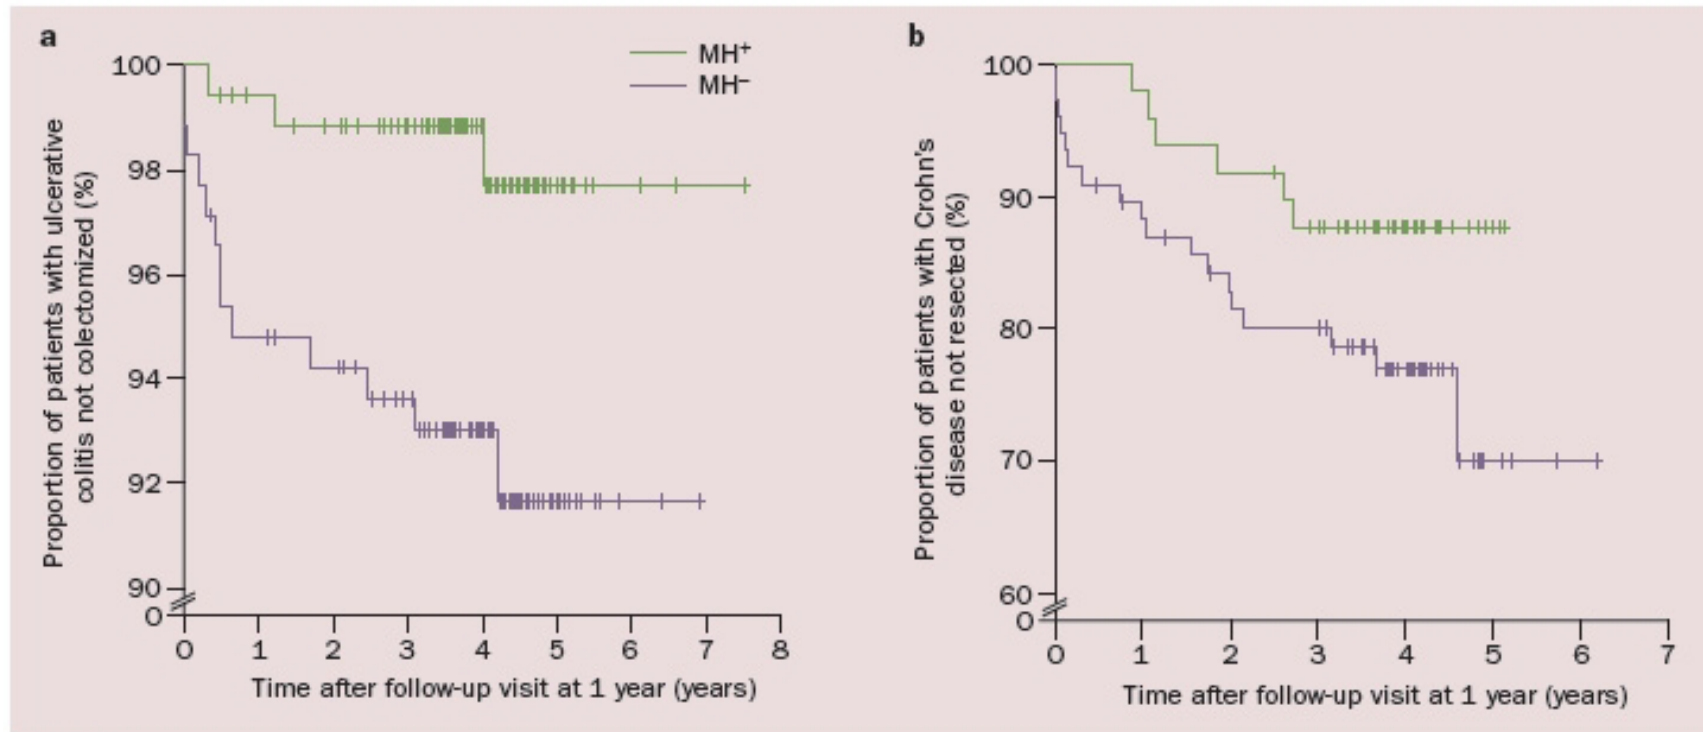 a
MH⁺
MH⁻
Proportion of patients with ulcerative
colitis not colectomized (%)
100
98
96
94
92
90
0
0 1 2 3 4 5 6 7 8
Time after follow-up visit at 1 year (years)
b
Proportion of patients with Crohn's
disease not resected (%)
100
90
80
70
60
0
0 1 2 3 4 5 6 7
Time after follow-up visit at 1 year (years)